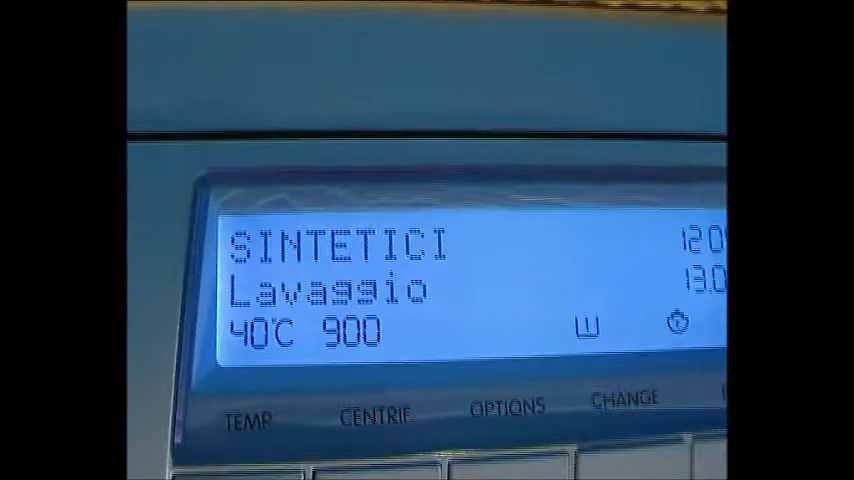 SINTETICI
Lavaggio
40°C 900
TEMP CENTRIF OPTIONS CHANGE